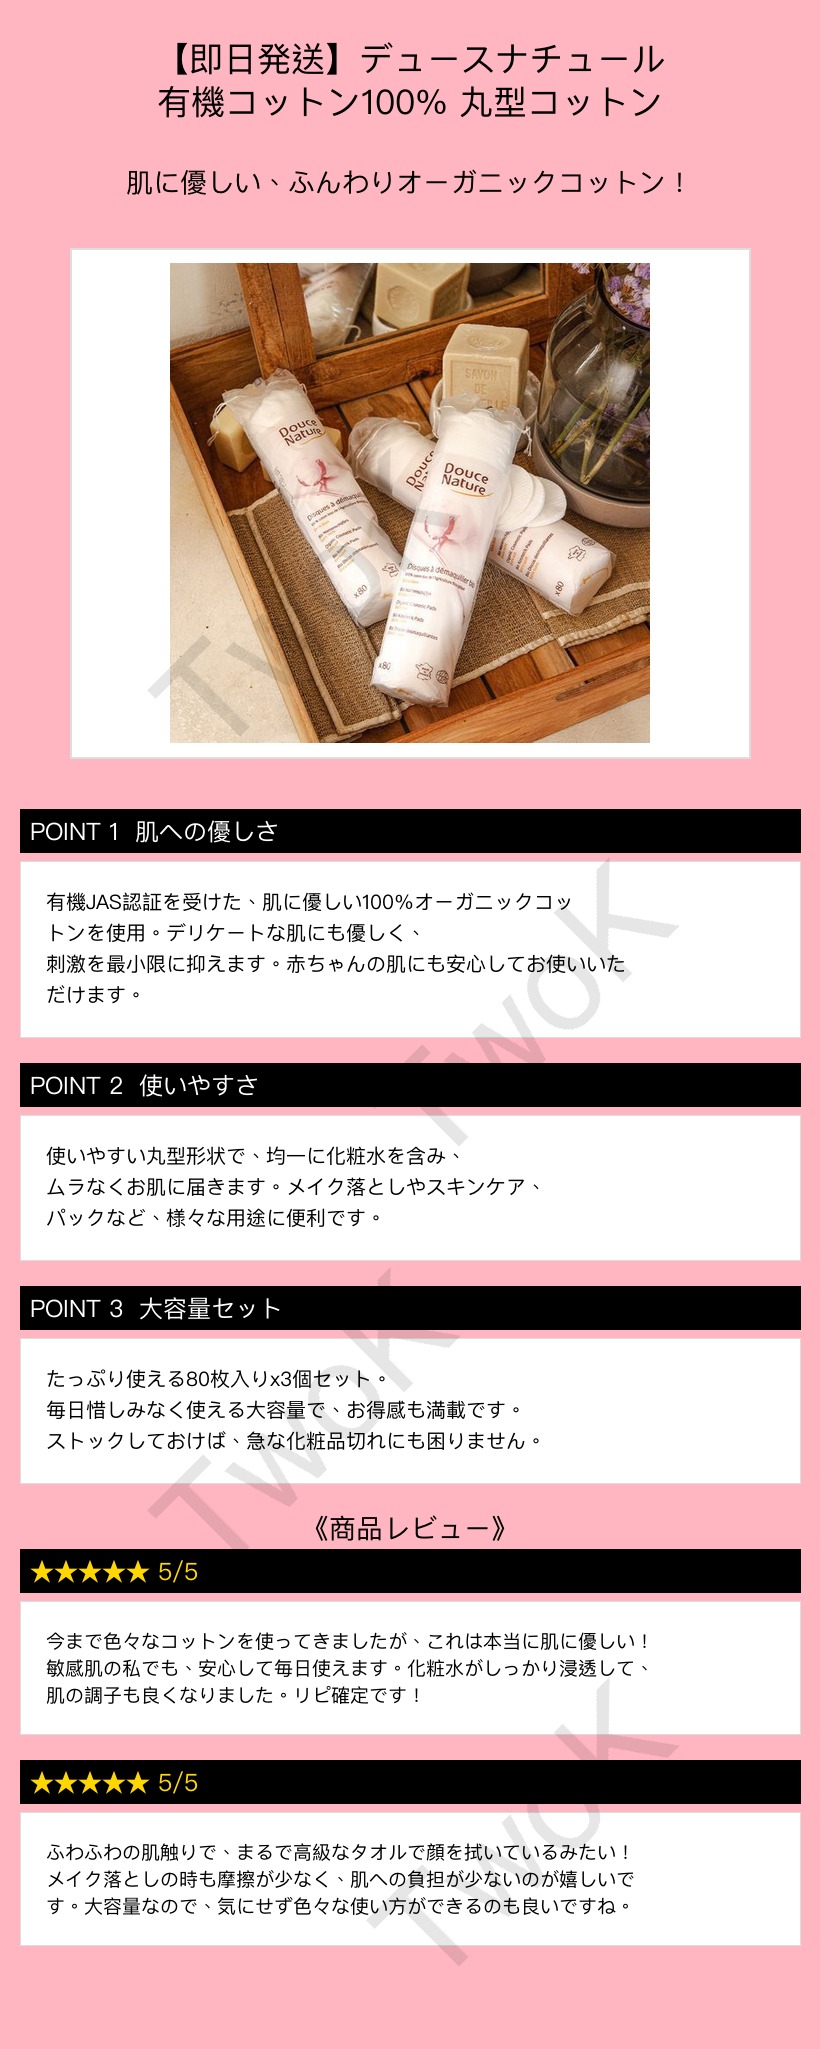 【即日発送】デュースナチュール
有機コットン100% 丸型コットン
肌に優しい、ふんわりオーガニックコットン！
SAVON
DE
Douce
Nature
Douce
Douce
Nature
Disques à démaquiller bio
Organic Cosmetic Pads
x80
x80
x80
TwoK
POINT 1 肌への優しさ
有機JAS認証を受けた、肌に優しい100%オーガニックコッ
トンを使用。デリケートな肌にも優しく、
刺激を最小限に抑えます。赤ちゃんの肌にも安心してお使いいた
だけます。
TwoK
POINT 2 使いやすさ
使いやすい丸型形状で、均一に化粧水を含み、
ムラなくお肌に届きます。メイク落としやスキンケア、
パックなど、様々な用途に便利です。
POINT 3 大容量セット
たっぷり使える80枚入りx3個セット。
毎日惜しみなく使える大容量で、お得感も満載です。
ストックしておけば、急な化粧品切れにも困りません。
TwoK
《商品レビュー》
★★★★★ 5/5
今まで色々なコットンを使ってきましたが、これは本当に肌に優しい！
敏感肌の私でも、安心して毎日使えます。化粧水がしっかり浸透して、
肌の調子も良くなりました。リピ確定です！
★★★★★ 5/5
ふわふわの肌触りで、まるで高級なタオルで顔を拭いているみたい！
メイク落としの時も摩擦が少なく、肌への負担が少ないのが嬉しいで
す。大容量なので、気にせず色々な使い方ができるのも良いですね。
TwoK